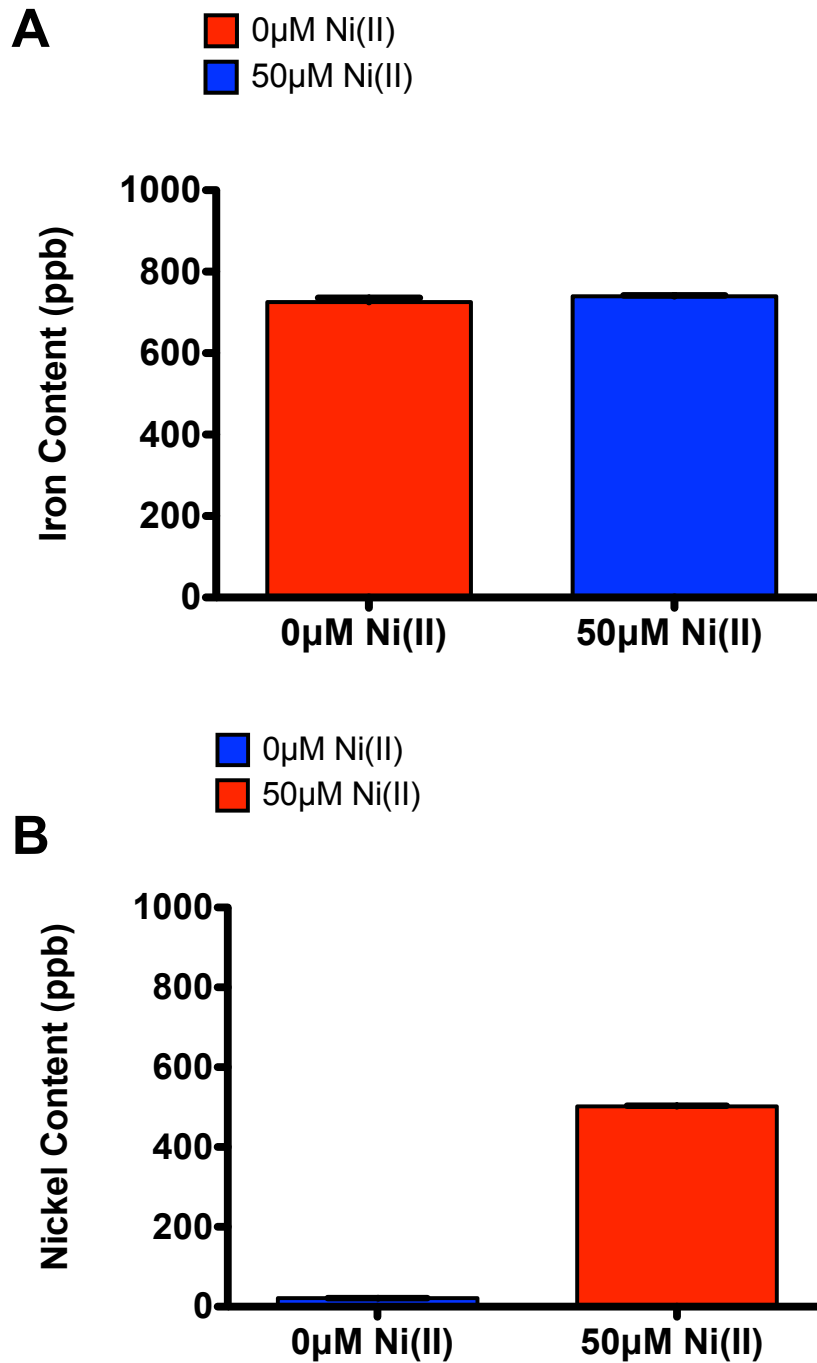 A
0µM Ni(II)
50µM Ni(II)
Iron Content (ppb)
1000
800
600
400
200
0
0µM Ni(II) 50µM Ni(II)
0µM Ni(II)
50µM Ni(II)
B
Nickel Content (ppb)
1000
800
600
400
200
0
0µM Ni(II) 50µM Ni(II)